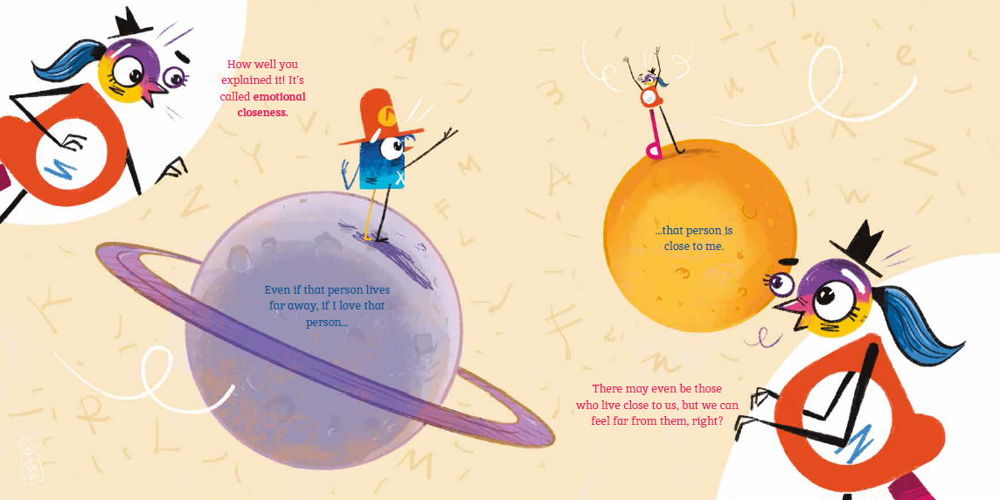 How well you
explained it! It's
called emotional
closeness.
Even if that person lives
far away, if I love that
person...
...that person is
close to me.
There may even be those
who live close to us, but we can
feel far from them, right?